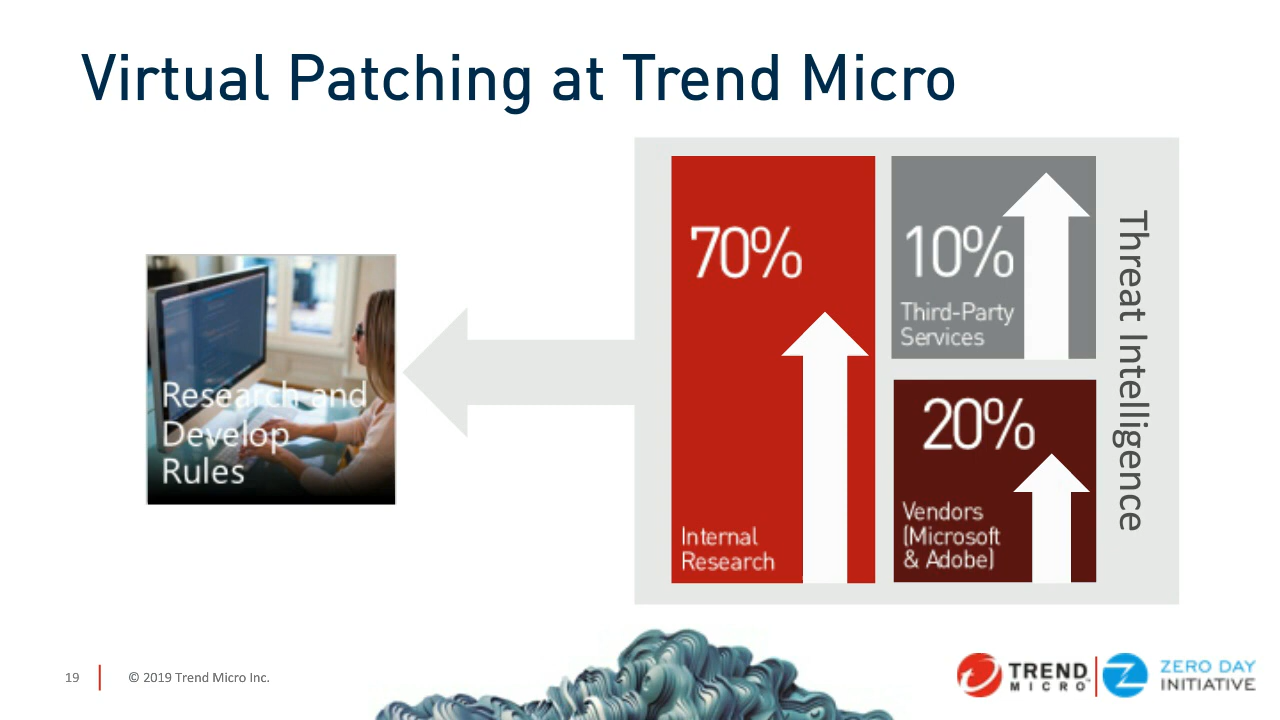 Virtual Patching at Trend Micro
Research and
Develop
Rules
70%
Internal
Research
10%
Third-Party
Services
20%
Vendors
(Microsoft
& Adobe)
Threat Intelligence
19
© 2019 Trend Micro Inc.
TREND
MICRO™
ZERO DAY
INITIATIVE